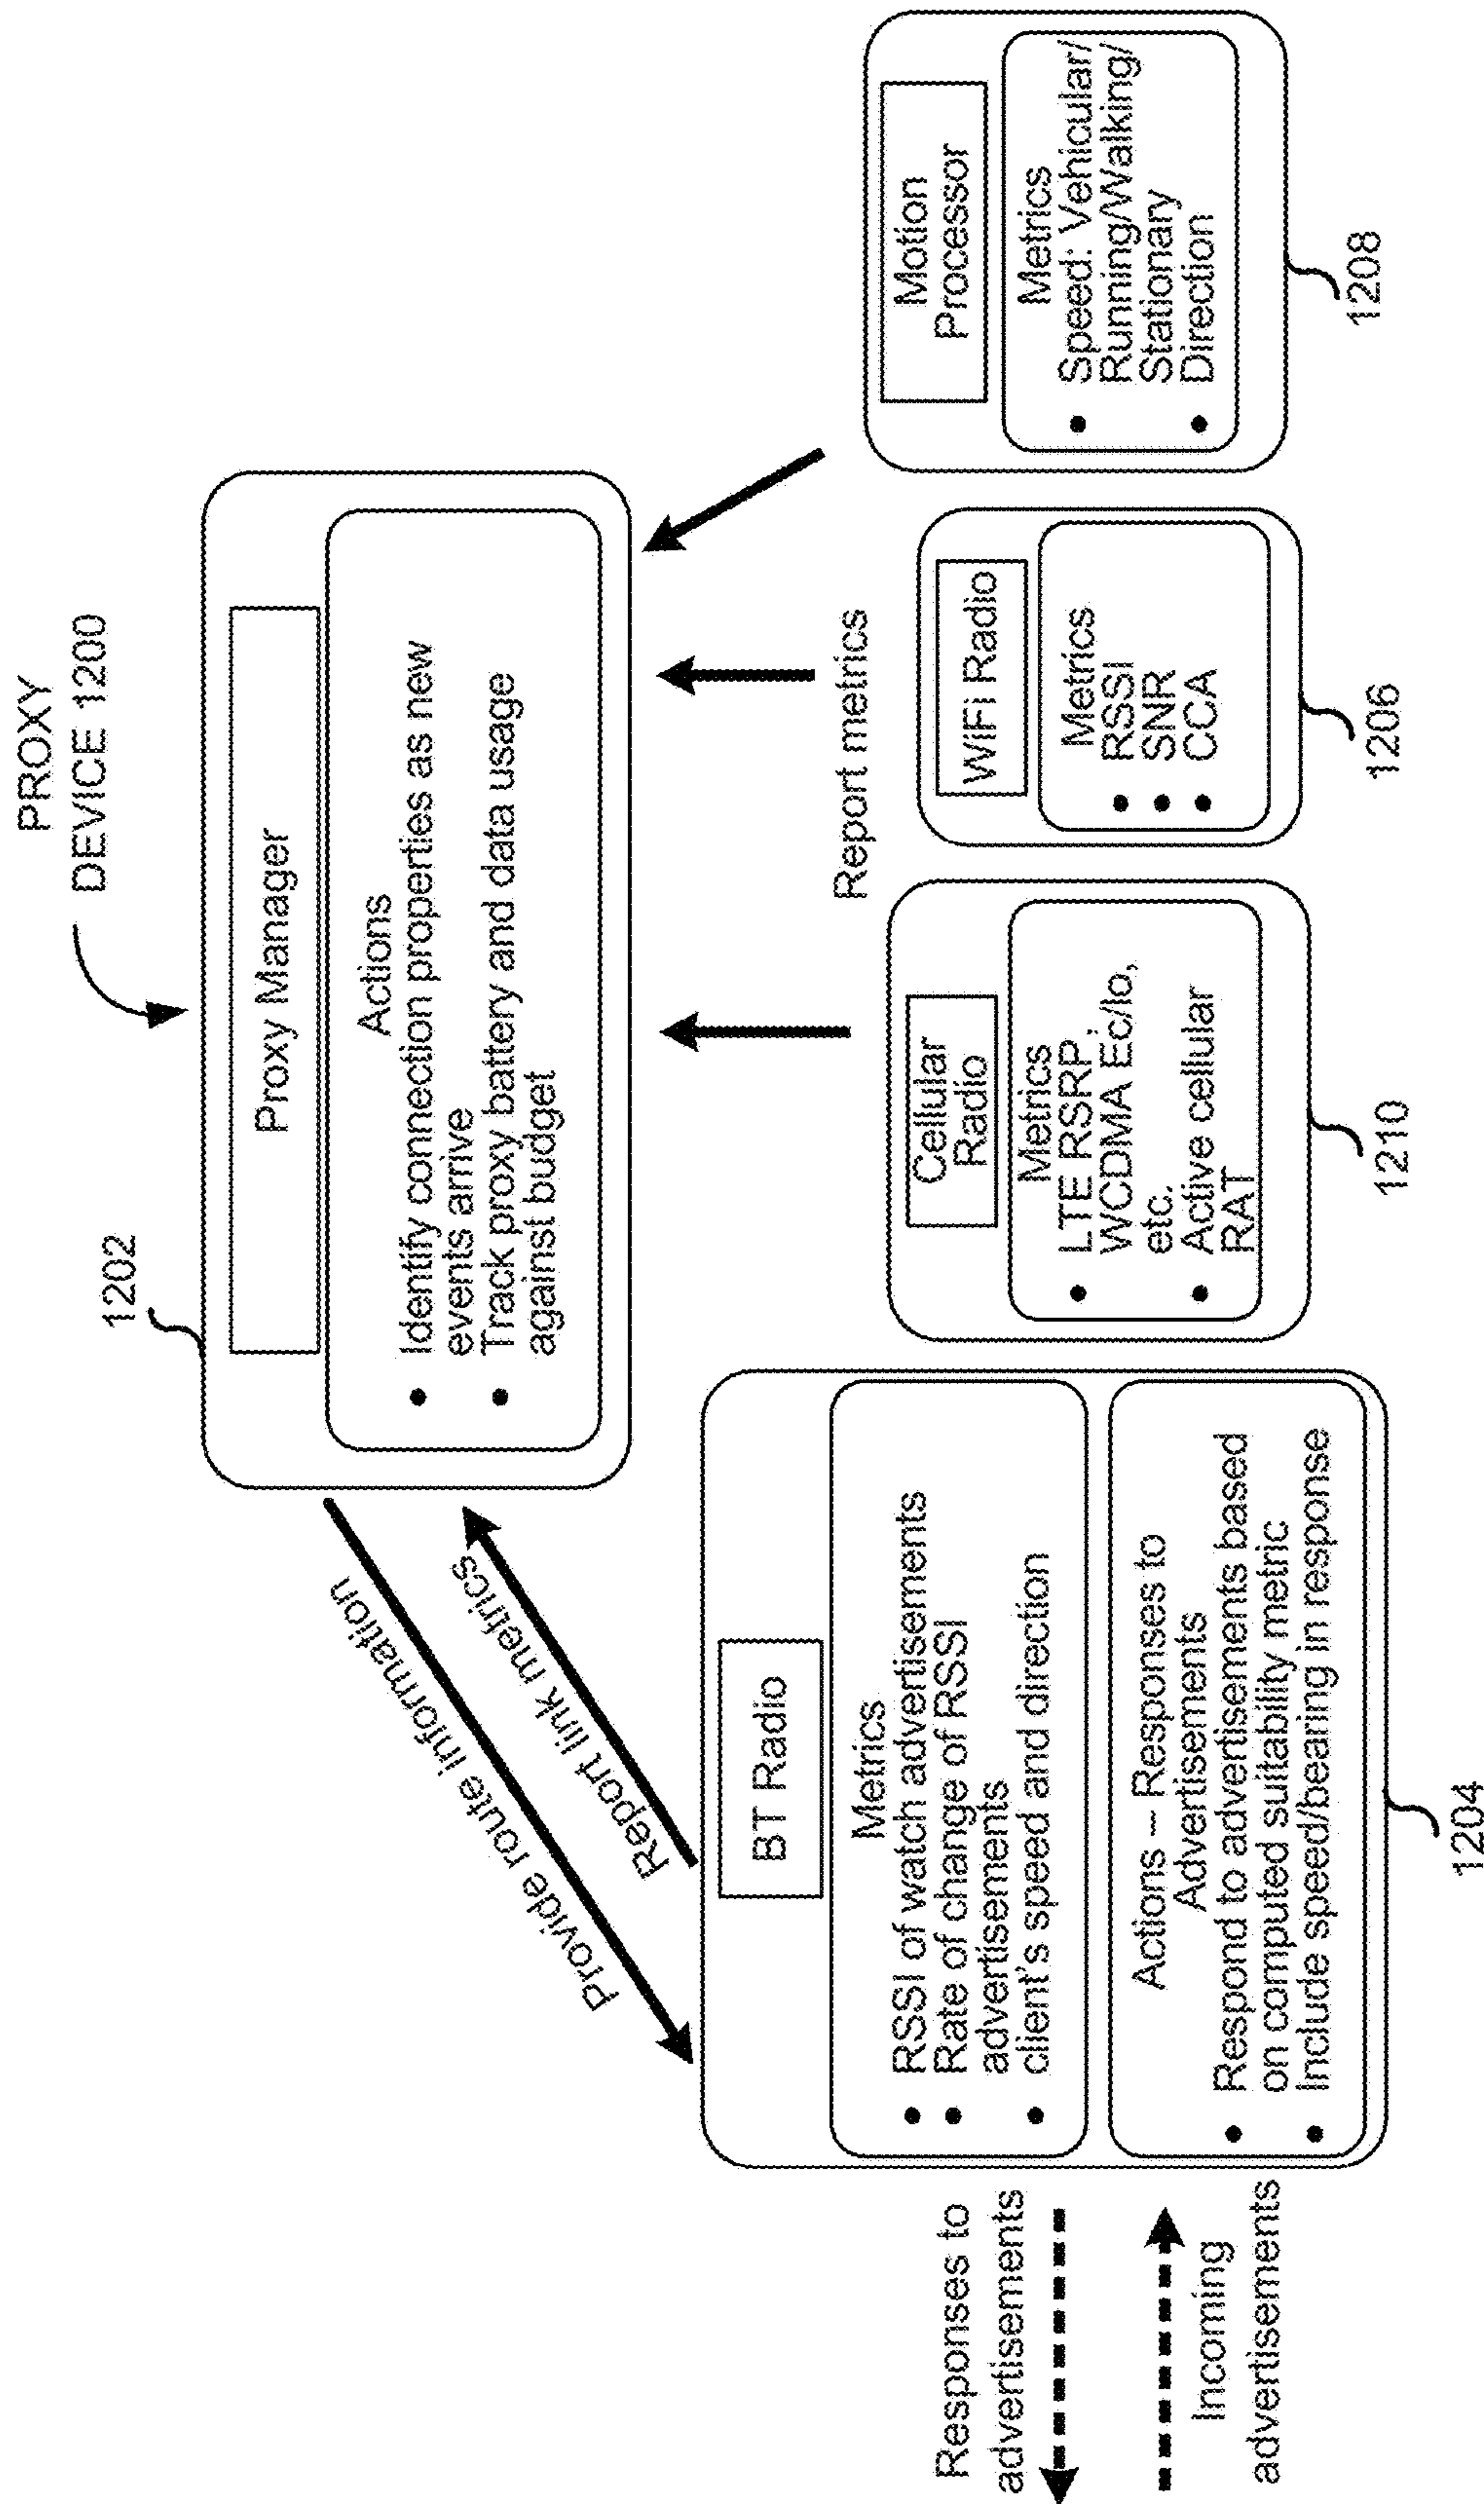 PROXY
DEVICE 1200
1202
Proxy Manager
Actions
• Identify connection properties as new
events arrive
• Track proxy battery and data usage
against budget
Provide route information
Report link metrics
Report metrics
BT Radio
Metrics
• RSSI of watch advertisements
• Rate of change of RSSI
advertisements
• client's speed and direction
Actions – Responses to
Advertisements
• Respond to advertisements based
on computed suitability metric
• Include speed/bearing in response
1204
Responses to
advertisements
Incoming
advertisements
Cellular
Radio
Metrics
• LTE RSRP,
WCDMA Ec/Io,
etc.
• Active cellular
RAT
1210
WiFi Radio
Metrics
• RSSI
• SNR
• CCA
1206
Motion
Processor
Metrics
• Speed: Vehicular/
Running/Walking/
Stationary
• Direction
1208